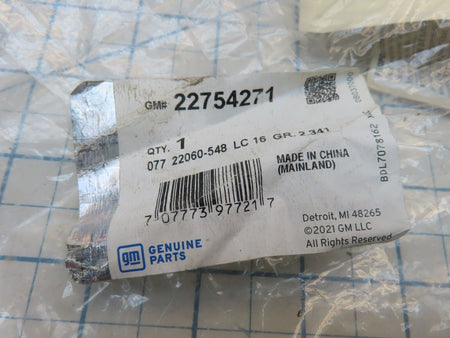 GM# 22754271
QTY. 1
077 22060-548 LC 16 GR. 2.341
MADE IN CHINA
(MAINLAND)
7 07773 97721 7
gm GENUINE
PARTS
Detroit, MI 48265
©2021 GM LLC
All Rights Reserved
BDL7078162